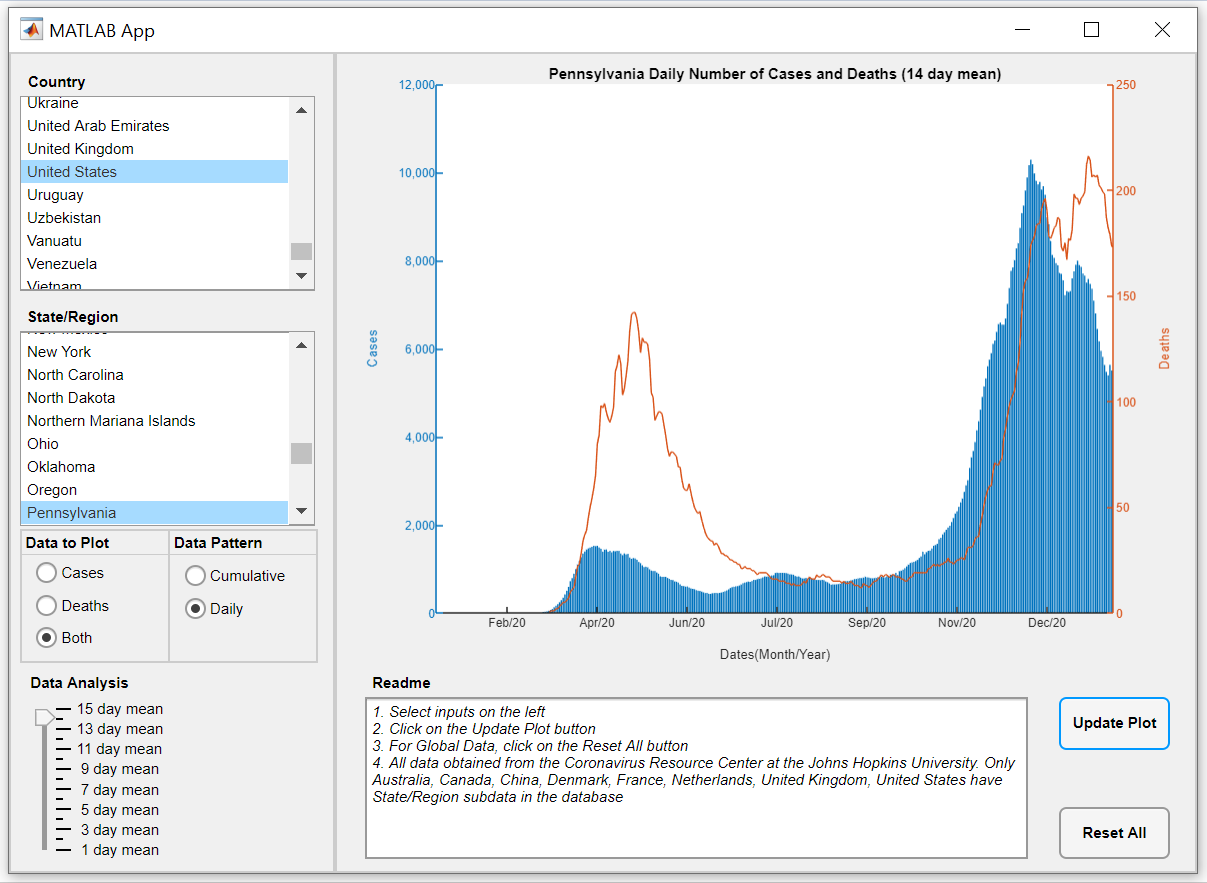 MATLAB App
Country
Ukraine
United Arab Emirates
United Kingdom
United States
Uruguay
Uzbekistan
Vanuatu
Venezuela
Vietnam
State/Region
New Mexico
New York
North Carolina
North Dakota
Northern Mariana Islands
Ohio
Oklahoma
Oregon
Pennsylvania
Data to Plot
Cases
Deaths
Both
Data Pattern
Cumulative
Daily
Data Analysis
15 day mean
13 day mean
11 day mean
9 day mean
7 day mean
5 day mean
3 day mean
1 day mean
Pennsylvania Daily Number of Cases and Deaths (14 day mean)
12,000
10,000
8,000
6,000
4,000
2,000
0
Cases
250
200
150
100
50
0
Deaths
Feb/20 Apr/20 Jun/20 Jul/20 Sep/20 Nov/20 Dec/20
Dates(Month/Year)
Readme
1. Select inputs on the left
2. Click on the Update Plot button
3. For Global Data, click on the Reset All button
4. All data obtained from the Coronavirus Resource Center at the Johns Hopkins University. Only
Australia, Canada, China, Denmark, France, Netherlands, United Kingdom, United States have
State/Region subdata in the database
Update Plot
Reset All